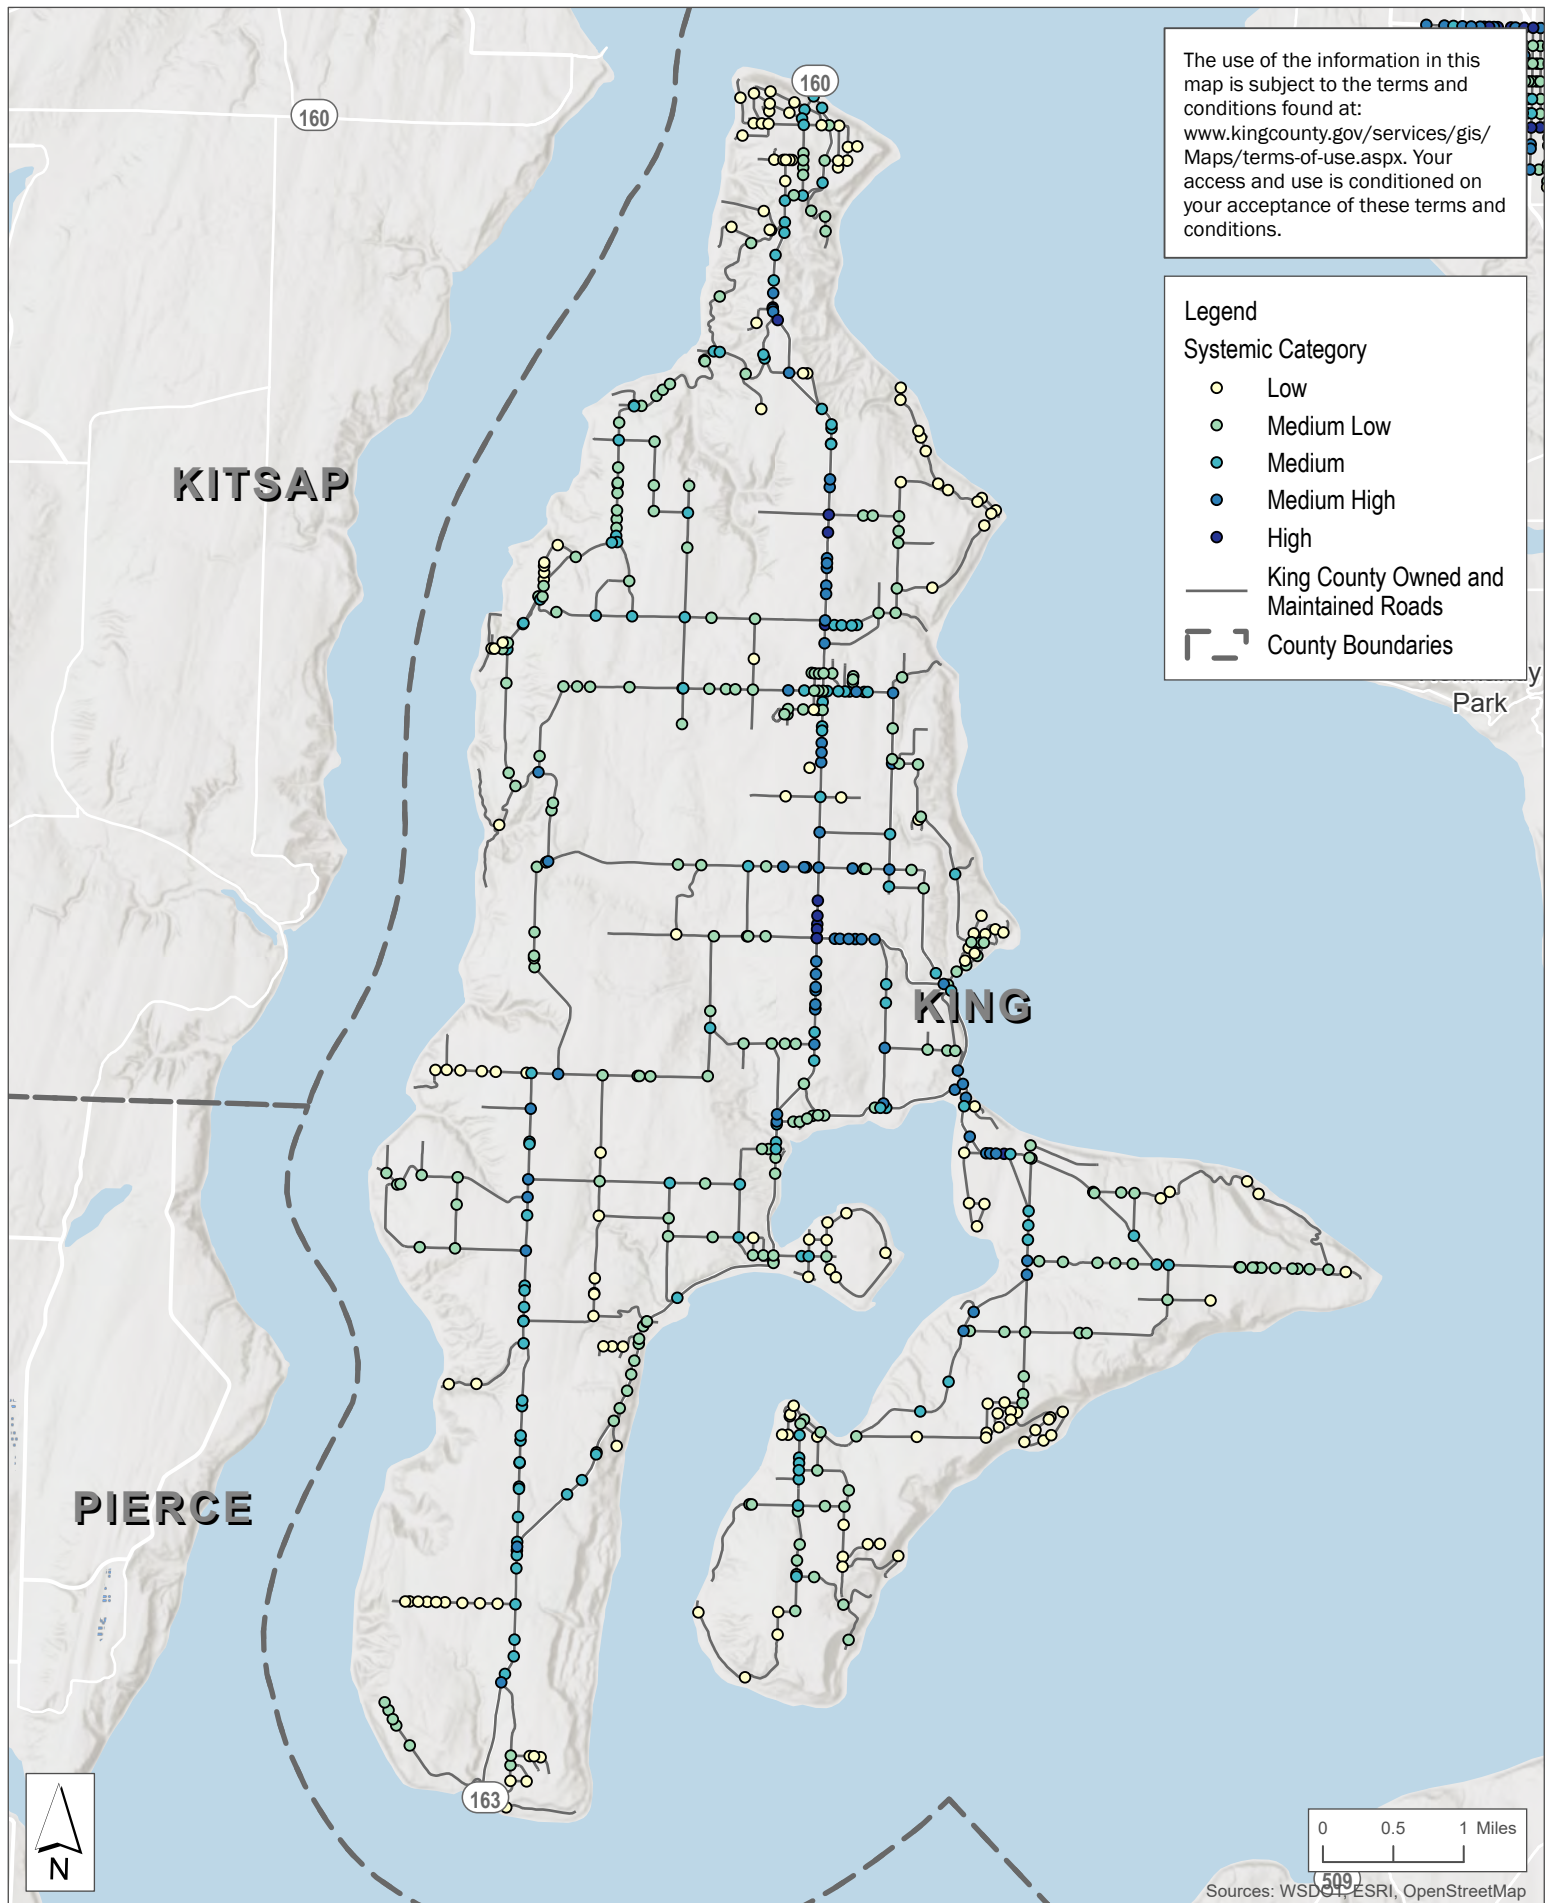 160
160
The use of the information in this
map is subject to the terms and
conditions found at:
www.kingcounty.gov/services/gis/
Maps/terms-of-use.aspx. Your
access and use is conditioned on
your acceptance of these terms and
conditions.
Legend
Systemic Category
Low
Medium Low
Medium
Medium High
High
King County Owned and
Maintained Roads
County Boundaries
KITSAP
Park
KING
PIERCE
163
N
0 0.5 1 Miles
509
Sources: WSDOT, ESRI, OpenStreetMap